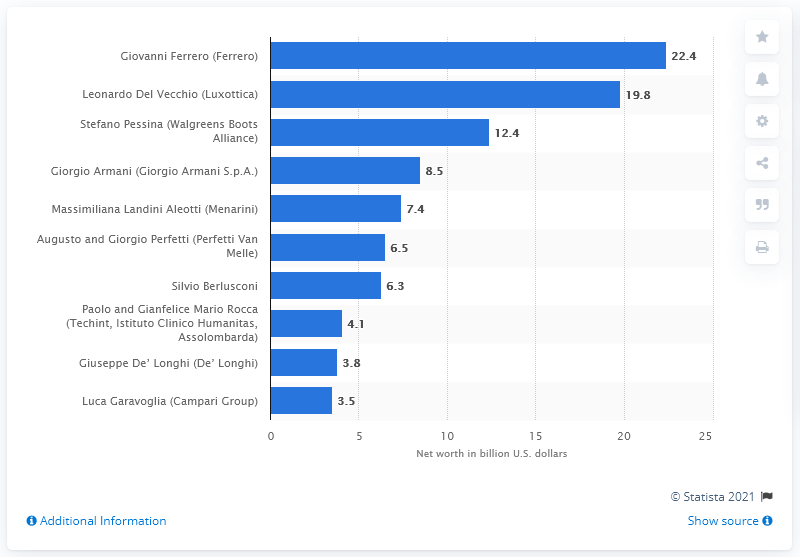 Giovanni Ferrero (Ferrero)
22.4
Leonardo Del Vecchio (Luxottica)
19.8
Stefano Pessina (Walgreens Boots
Alliance)
12.4
Giorgio Armani (Giorgio Armani S.p.A.)
8.5
Massimiliana Landini Aleotti (Menarini)
7.4
Augusto and Giorgio Perfetti (Perfetti Van
Melle)
6.5
Silvio Berlusconi
6.3
Paolo and Gianfelice Mario Rocca
(Techint, Istituto Clinico Humanitas,
Assolombarda)
4.1
Giuseppe De’ Longhi (De’ Longhi)
3.8
Luca Garavoglia (Campari Group)
3.5
0 5 10 15 20 25
Net worth in billion U.S. dollars
© Statista 2021
Additional Information
Show source